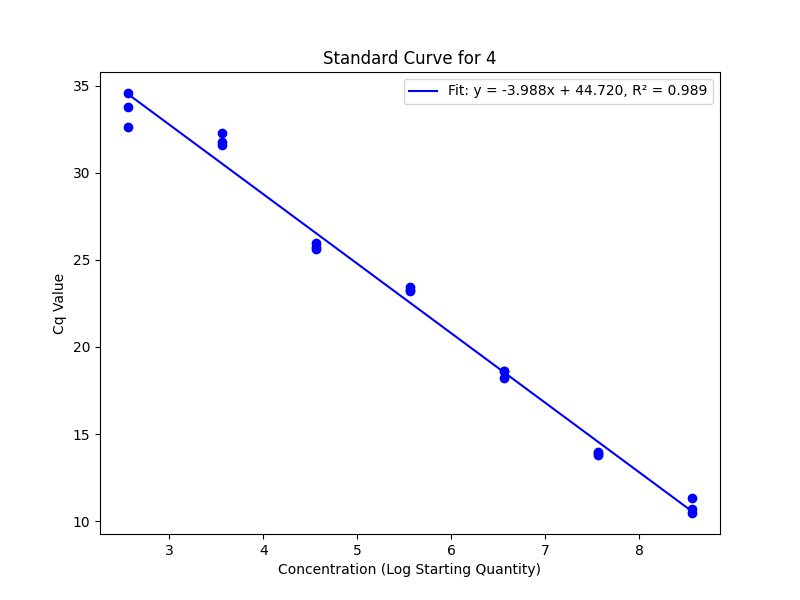 Standard Curve for 4
Fit: y = -3.988x + 44.720, R² = 0.989
35
30
25
20
15
10
Cq Value
3 4 5 6 7 8
Concentration (Log Starting Quantity)